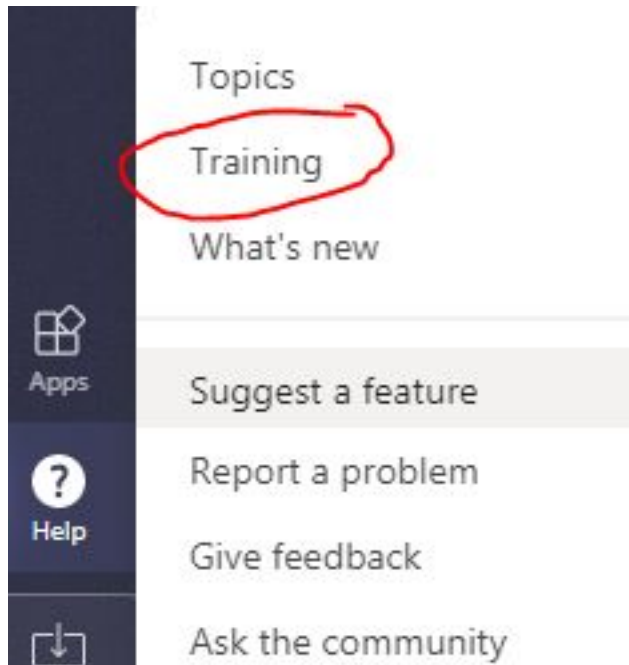 Topics
Training
What's new
Apps
Suggest a feature
Report a problem
?
Help
Give feedback
Ask the community